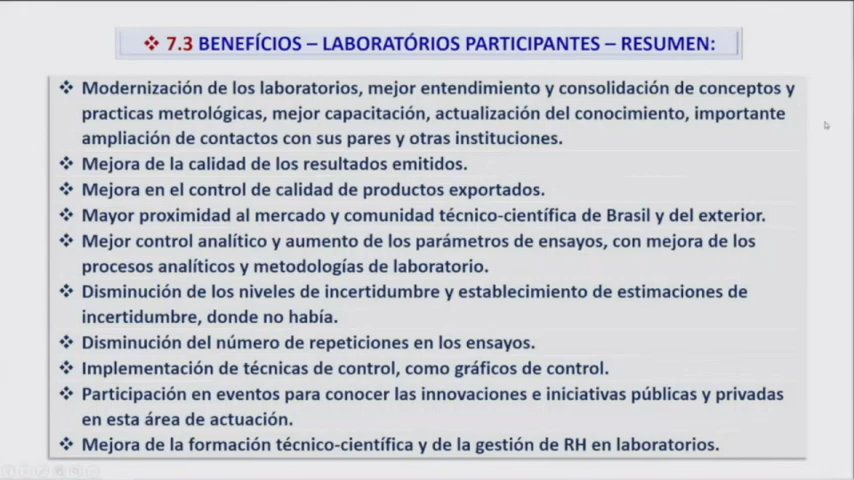 ❖ 7.3 BENEFÍCIOS – LABORATÓRIOS PARTICIPANTES – RESUMEN:
❖ Modernización de los laboratorios, mejor entendimiento y consolidación de conceptos y
practicas metrológicas, mejor capacitación, actualización del conocimiento, importante
ampliación de contactos con sus pares y otras instituciones.
❖ Mejora de la calidad de los resultados emitidos.
❖ Mejora en el control de calidad de productos exportados.
❖ Mayor proximidad al mercado y comunidad técnico-científica de Brasil y del exterior.
❖ Mejor control analítico y aumento de los parámetros de ensayos, con mejora de los
procesos analíticos y metodologías de laboratorio.
❖ Disminución de los niveles de incertidumbre y establecimiento de estimaciones de
incertidumbre, donde no había.
❖ Disminución del número de repeticiones en los ensayos.
❖ Implementación de técnicas de control, como gráficos de control.
❖ Participación en eventos para conocer las innovaciones e iniciativas públicas y privadas
en esta área de actuación.
❖ Mejora de la formación técnico-científica y de la gestión de RH en laboratorios.